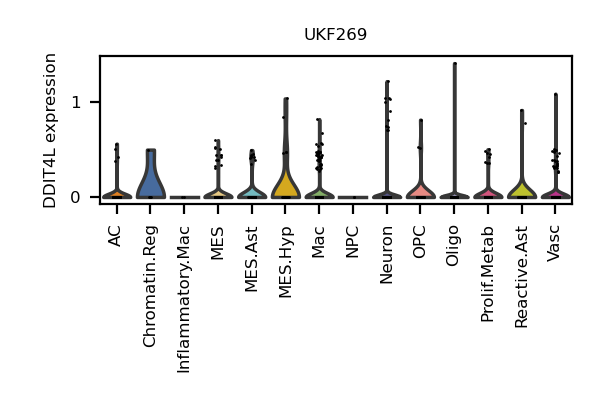 UKF269
DDIT4L expression
1
0
AC
Chromatin.Reg
Inflammatory.Mac
MES
MES.Ast
MES.Hyp
Mac
NPC
Neuron
OPC
Oligo
Prolif.Metab
Reactive.Ast
Vasc